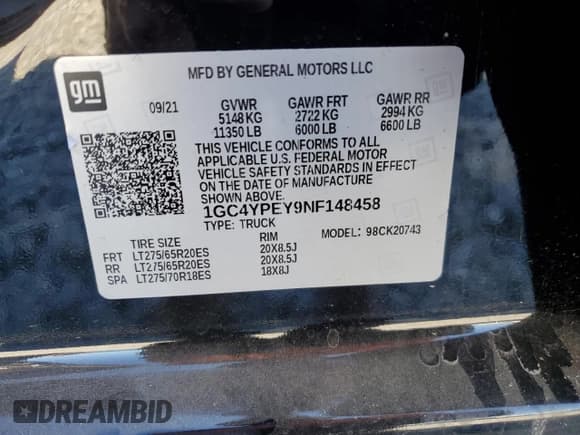 gm
MFD BY GENERAL MOTORS LLC
09/21 GVWR GAWR FRT GAWR RR
5148 KG 2722 KG 2994 KG
11350 LB 6000 LB 6600 LB
THIS VEHICLE CONFORMS TO ALL
APPLICABLE U.S. FEDERAL MOTOR
VEHICLE SAFETY STANDARDS IN EFFECT
ON THE DATE OF MANUFACTURE
SHOWN ABOVE.
1GC4YPEY9NF148458
TYPE: TRUCK MODEL: 98CK20743
TIRE SIZE RIM
FRT LT275/65R20ES 20X8.5J
RR LT275/65R20ES 20X8.5J
SPA LT275/70R18ES 18X8J
DREAMBID